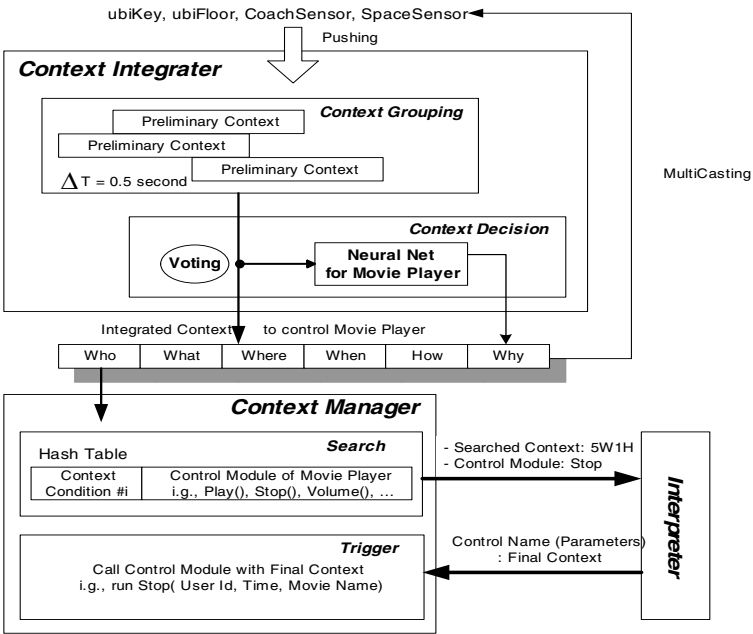 ubiKey, ubiFloor, CoachSensor, SpaceSensor
Pushing
Context Integrater
Context Grouping
Preliminary Context
Preliminary Context
Preliminary Context
Δ T = 0.5 second
MultiCasting
Context Decision
Voting
Neural Net
for Movie Player
Integrated Context to control Movie Player
Who What Where When How Why
Context Manager
Search
Hash Table
Context
Condition #i
Control Module of Movie Player
i.g., Play(), Stop(), Volume(), ...
- Searched Context: 5W1H
- Control Module: Stop
Interpreter
Control Name (Parameters)
: Final Context
Trigger
Call Control Module with Final Context
i.g., run Stop( User Id, Time, Movie Name)